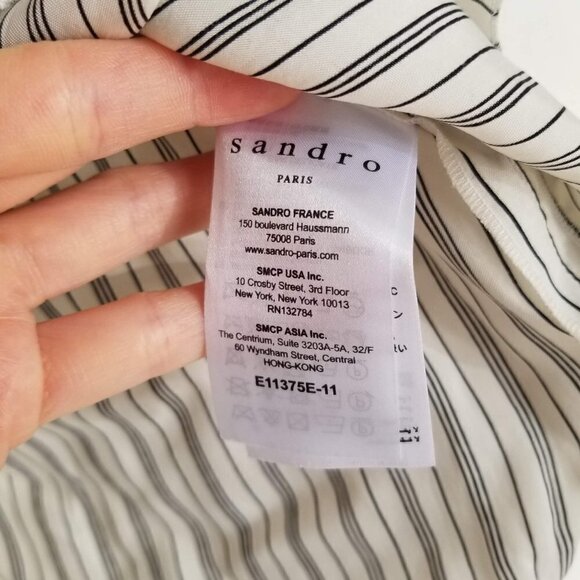 sandro
PARIS
SANDRO FRANCE
150 boulevard Haussmann
75008 Paris
www.sandro-paris.com
SMCP USA Inc.
10 Crosby Street, 3rd Floor
New York, New York 10013
RN132784
SMCP ASIA Inc.
The Centrium, Suite 3203A-5A, 32/F
60 Wyndham Street, Central
HONG-KONG
E11375E-11